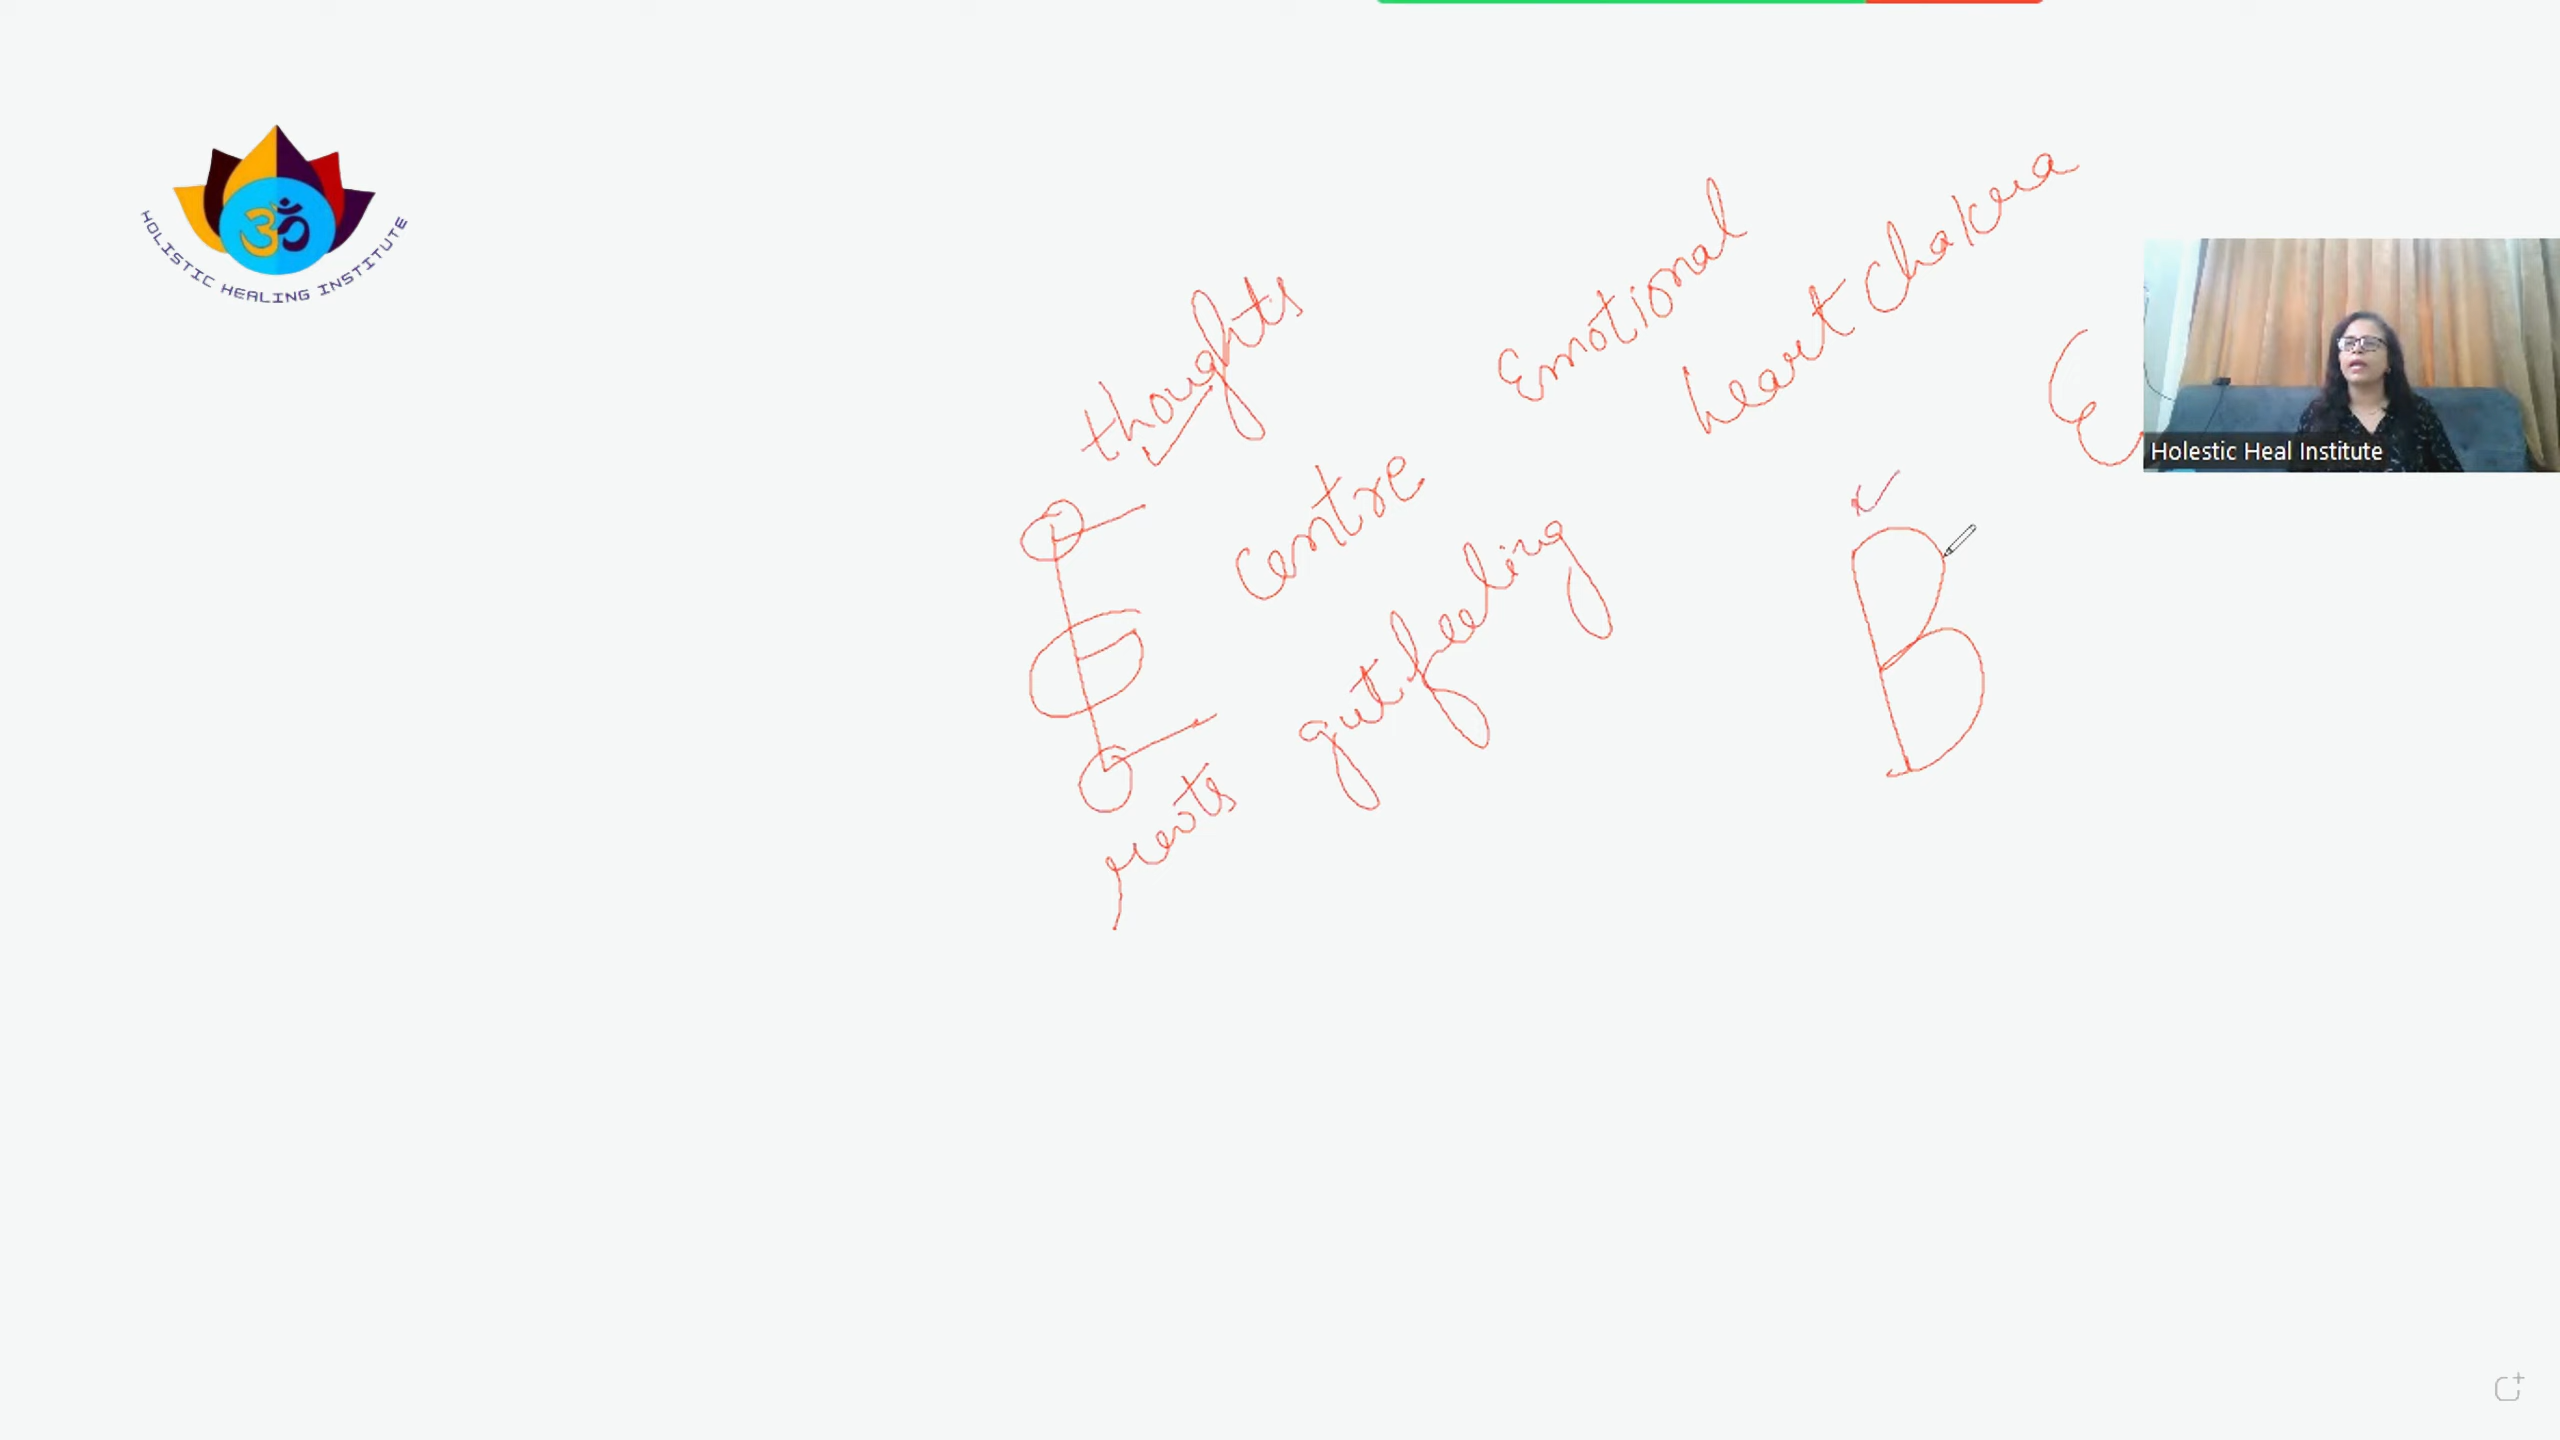 HOLISTIC HEALING INSTITUTE
ॐ
thoughts
Emotional
heart chakra
E
Holestic Heal Institute
Centre
gut feeling
E
B
roots